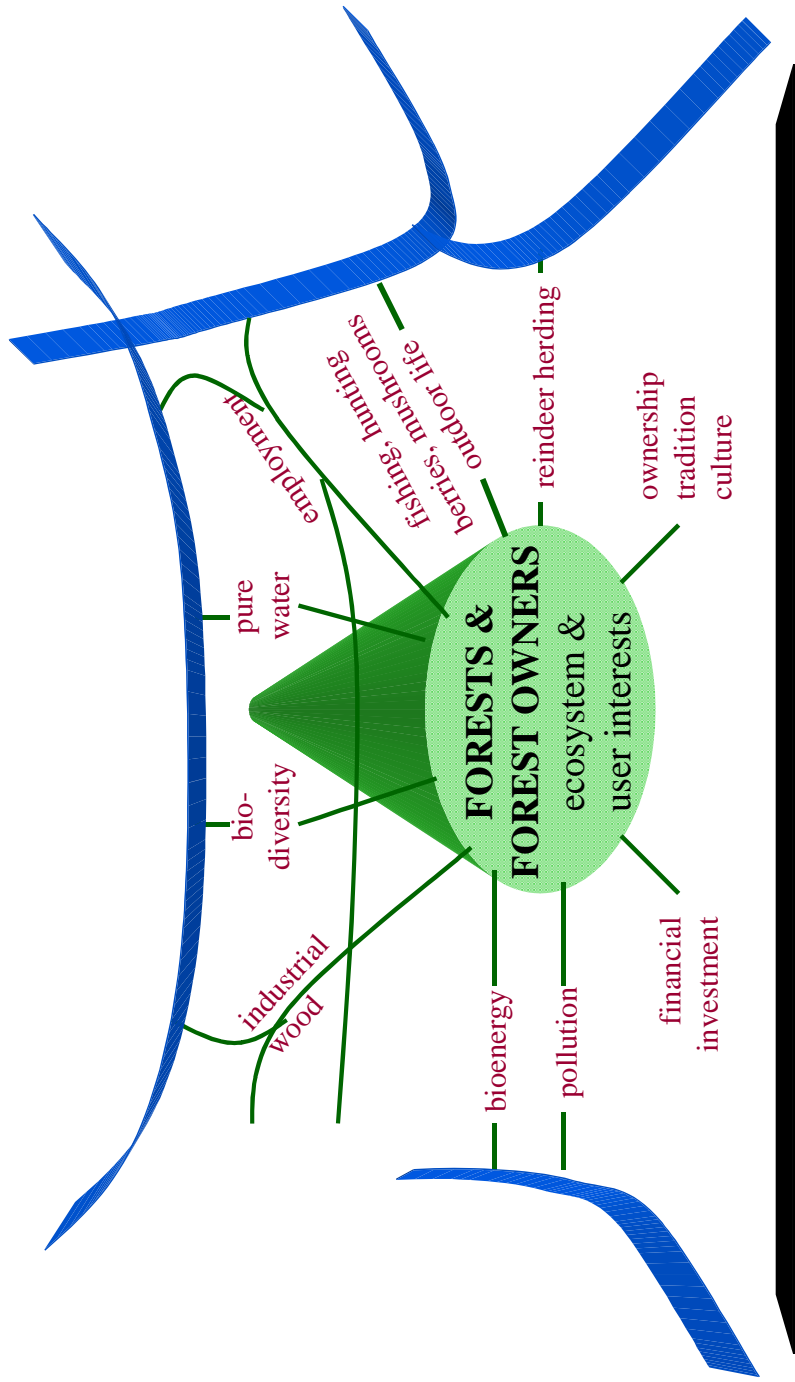 industrial
wood
bio-
diversity
pure
water
employment
fishing, hunting
berries, mushrooms
outdoor life
bioenergy
pollution
FORESTS &
FOREST OWNERS
ecosystem &
user interests
reindeer herding
financial
investment
ownership
tradition
culture